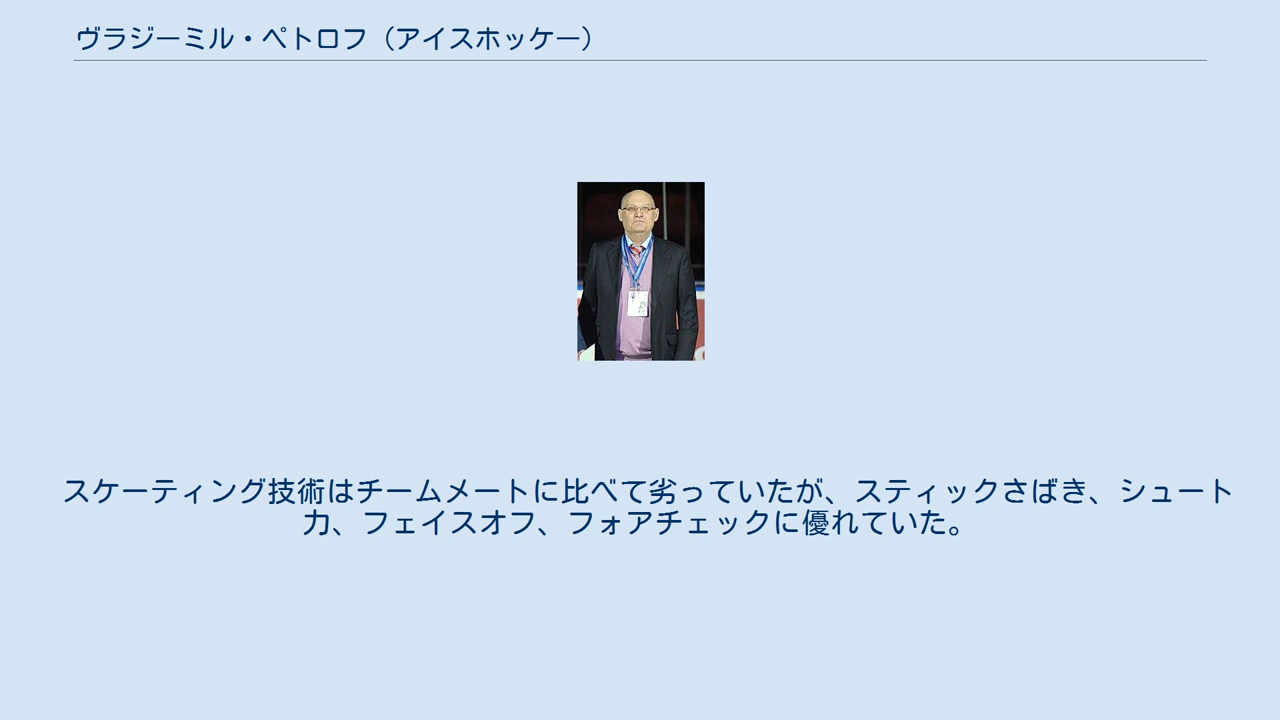 ヴラジーミル・ペトロフ（アイスホッケー）
スケーティング技術はチームメートに比べて劣っていたが、スティックさばき、シュート
力、フェイスオフ、フォアチェックに優れていた。